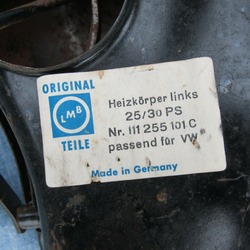 ORIGINAL
LMB
TEILE
Heizkörper links
25/30 PS
Nr. 111 255 101 C
passend für VW
Made in Germany